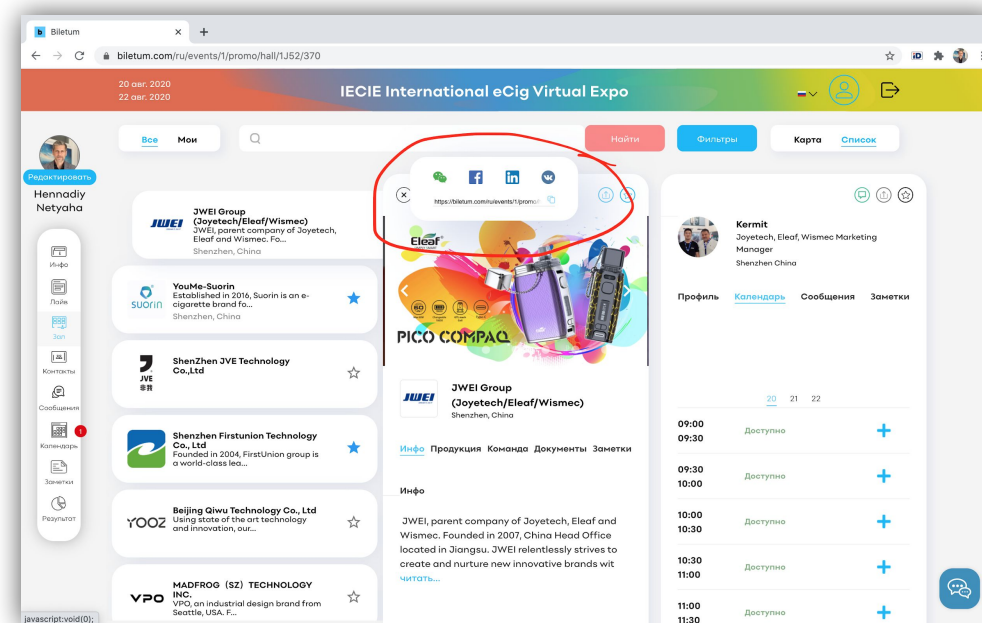 Biletum
biletum.com/ru/events/1/promo/hall/1J52/370
20 авг. 2020
22 авг. 2020
IECIE International eCig Virtual Expo
Все Мои
Найти
Фильтры
Карта Список
Редактировать
Hennadiy
Netyaha
Инфо
Лайв
Зал
Контакты
Сообщения
1
Календарь
Заметки
Результат
JWEI
JWEI Group
(Joyetech/Eleaf/Wismec)
JWEI, parent company of Joyetech,
Eleaf and Wismec. Fo...
Shenzhen, China
SUORIN
YouMe-Suorin
Established in 2016, Suorin is an e-
cigarette brand fo...
Shenzhen, China
JVE
非我
ShenZhen JVE Technology
Co.,Ltd
Shenzhen Firstunion Technology
Co., Ltd
Founded in 2004, FirstUnion group is
a world-class lea...
YOOZ
Beijing Qiwu Technology Co., Ltd
Using state of the art technology
and innovation, our...
VPO
MADFROG (SZ) TECHNOLOGY
INC.
VPO, an industrial design brand from
Seattle, USA. F...
https://biletum.com/ru/events/1/promo/
Eleaf
PICO COMPAQ
JWEI
JWEI Group
(Joyetech/Eleaf/Wismec)
Shenzhen, China
Инфо Продукция Команда Документы Заметки
Инфо
JWEI, parent company of Joyetech, Eleaf and
Wismec. Founded in 2007, China Head Office
located in Jiangsu. JWEI relentlessly strives to
create and nurture new innovative brands wit
читать...
Kermit
Joyetech, Eleaf, Wismec Marketing
Manager
Shenzhen China
Профиль Календарь Сообщения Заметки
20 21 22
09:00
09:30
Доступно
09:30
10:00
Доступно
10:00
10:30
Доступно
10:30
11:00
Доступно
11:00
11:30
Доступно
javascript:void(0);